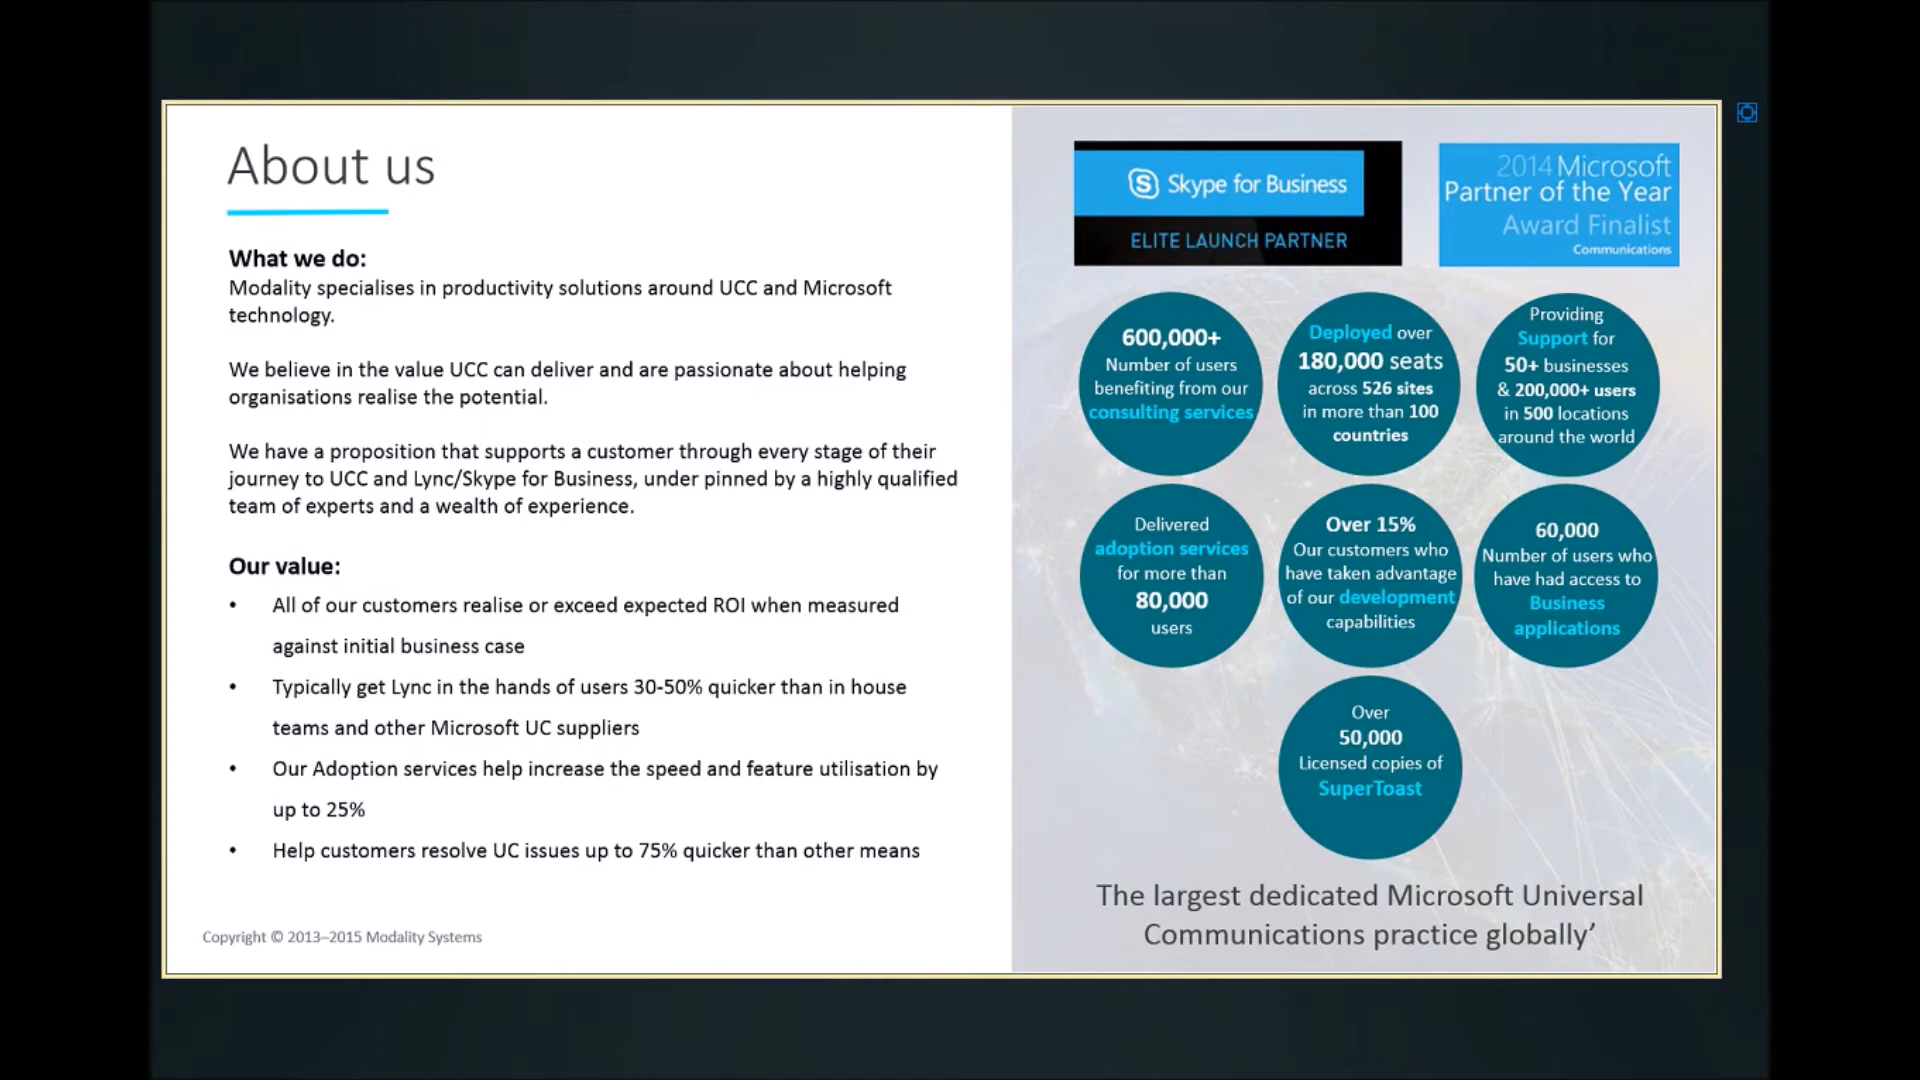 About us
What we do:
Modality specialises in productivity solutions around UCC and Microsoft
technology.
We believe in the value UCC can deliver and are passionate about helping
organisations realise the potential.
We have a proposition that supports a customer through every stage of their
journey to UCC and Lync/Skype for Business, under pinned by a highly qualified
team of experts and a wealth of experience.
Our value:
• All of our customers realise or exceed expected ROI when measured
against initial business case
• Typically get Lync in the hands of users 30-50% quicker than in house
teams and other Microsoft UC suppliers
• Our Adoption services help increase the speed and feature utilisation by
up to 25%
• Help customers resolve UC issues up to 75% quicker than other means
Copyright © 2013–2015 Modality Systems
Skype for Business
ELITE LAUNCH PARTNER
2014 Microsoft
Partner of the Year
Award Finalist
Communications
600,000+
Number of users
benefiting from our
consulting services
Deployed over
180,000 seats
across 526 sites
in more than 100
countries
Providing
Support for
50+ businesses
& 200,000+ users
in 500 locations
around the world
Delivered
adoption services
for more than
80,000
users
Over 15%
Our customers who
have taken advantage
of our development
capabilities
60,000
Number of users who
have had access to
Business
applications
Over
50,000
Licensed copies of
SuperToast
The largest dedicated Microsoft Universal
Communications practice globally’